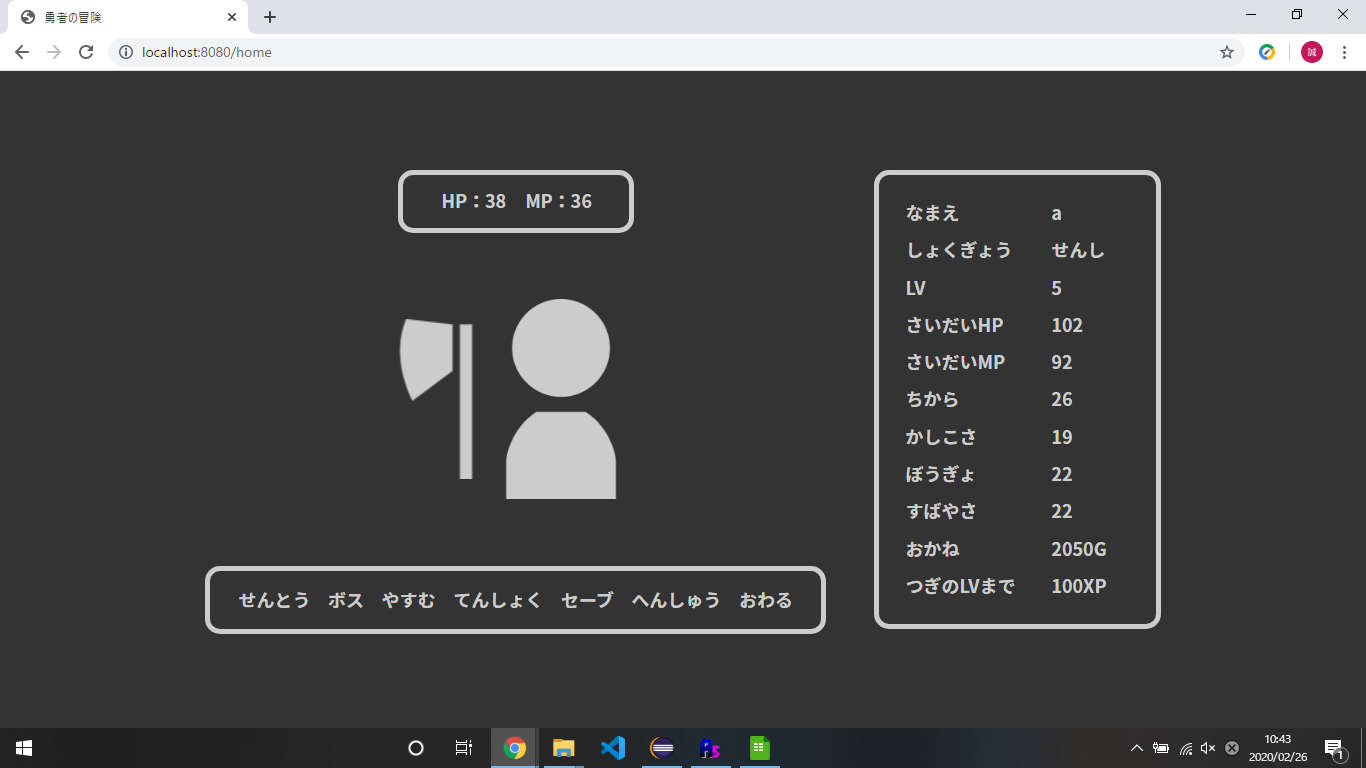 勇者の冒険
localhost:8080/home
誠
HP：38　MP：36
なまえ　a
しょくぎょう　せんし
LV　5
さいだいHP　102
さいだいMP　92
ちから　26
かしこさ　19
ぼうぎょ　22
すばやさ　22
おかね　2050G
つぎのLVまで　100XP
せんとう　ボス　やすむ　てんしょく　セーブ　へんしゅう　おわる
10:43
2020/02/26
1